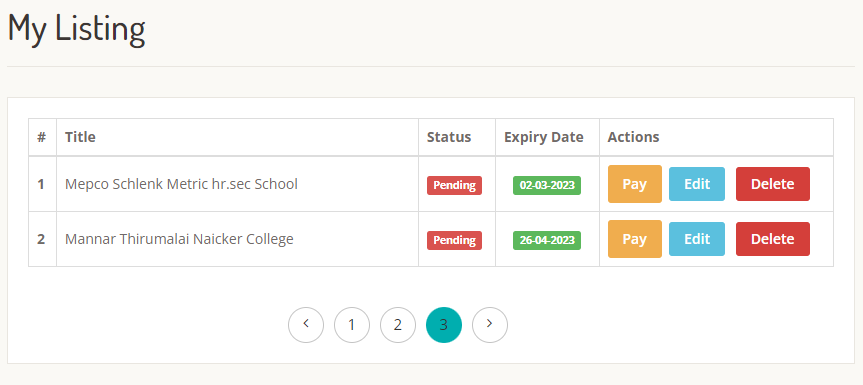 My Listing
# Title Status Expiry Date Actions
1 Mepco Schlenk Metric hr.sec School Pending 02-03-2023 Pay Edit Delete
2 Mannar Thirumalai Naicker College Pending 26-04-2023 Pay Edit Delete
‹ 1 2 3 ›